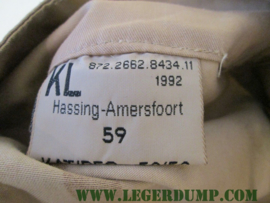 KL 872.2662.8434.11
1992
Hassing-Amersfoort
59
WWW.LEGERDUMP.COM